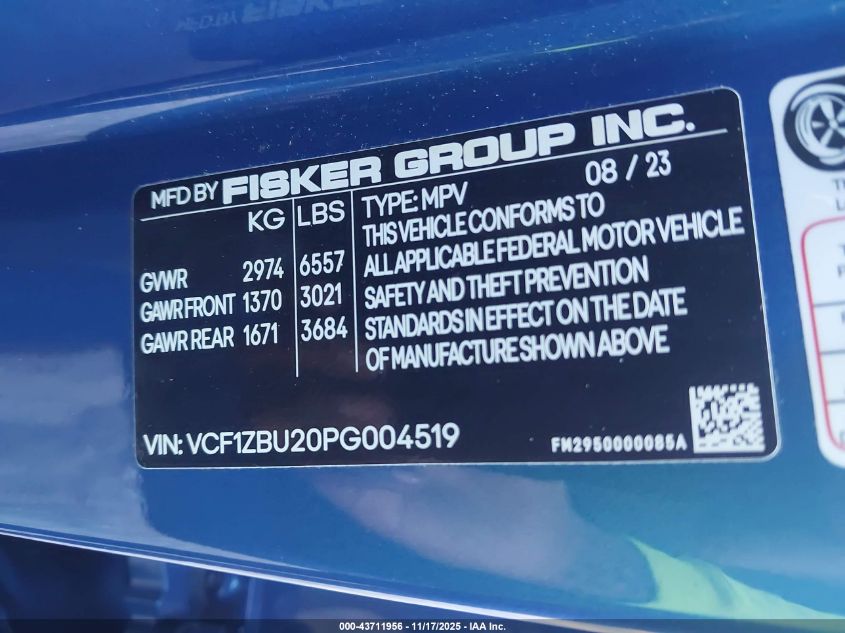 MFD BY FISKER GROUP INC.
08 / 23
KG LBS
GVWR 2974 6557
GAWR FRONT 1370 3021
GAWR REAR 1671 3684
TYPE: MPV
THIS VEHICLE CONFORMS TO
ALL APPLICABLE FEDERAL MOTOR VEHICLE
SAFETY AND THEFT PREVENTION
STANDARDS IN EFFECT ON THE DATE
OF MANUFACTURE SHOWN ABOVE
VIN: VCF1ZBU20PG004519
FM2950000085A
000-43711956 - 11/17/2025 - IAA Inc.